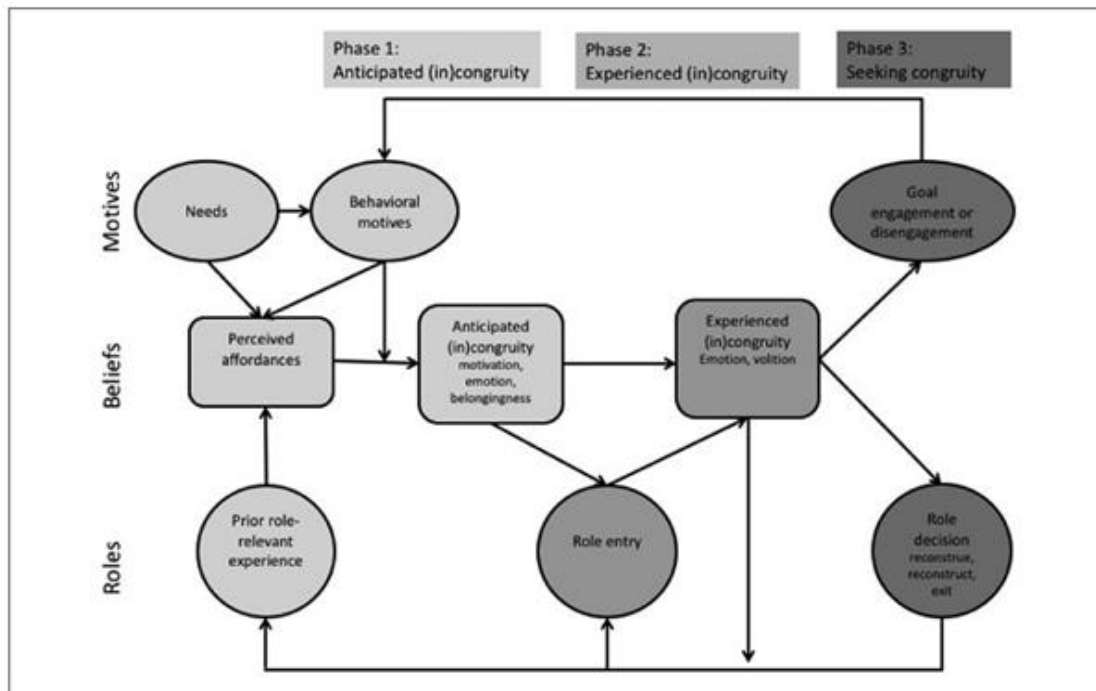 Phase 1:
Anticipated (in)congruity
Phase 2:
Experienced (in)congruity
Phase 3:
Seeking congruity
Motives
Needs
Behavioral
motives
Goal
engagement or
disengagement
Beliefs
Perceived
affordances
Anticipated
(in)congruity
motivation,
emotion,
belongingness
Experienced
(in)congruity
Emotion, volition
Roles
Prior role-
relevant
experience
Role entry
Role
decision
reconstrue,
reconstruct,
exit